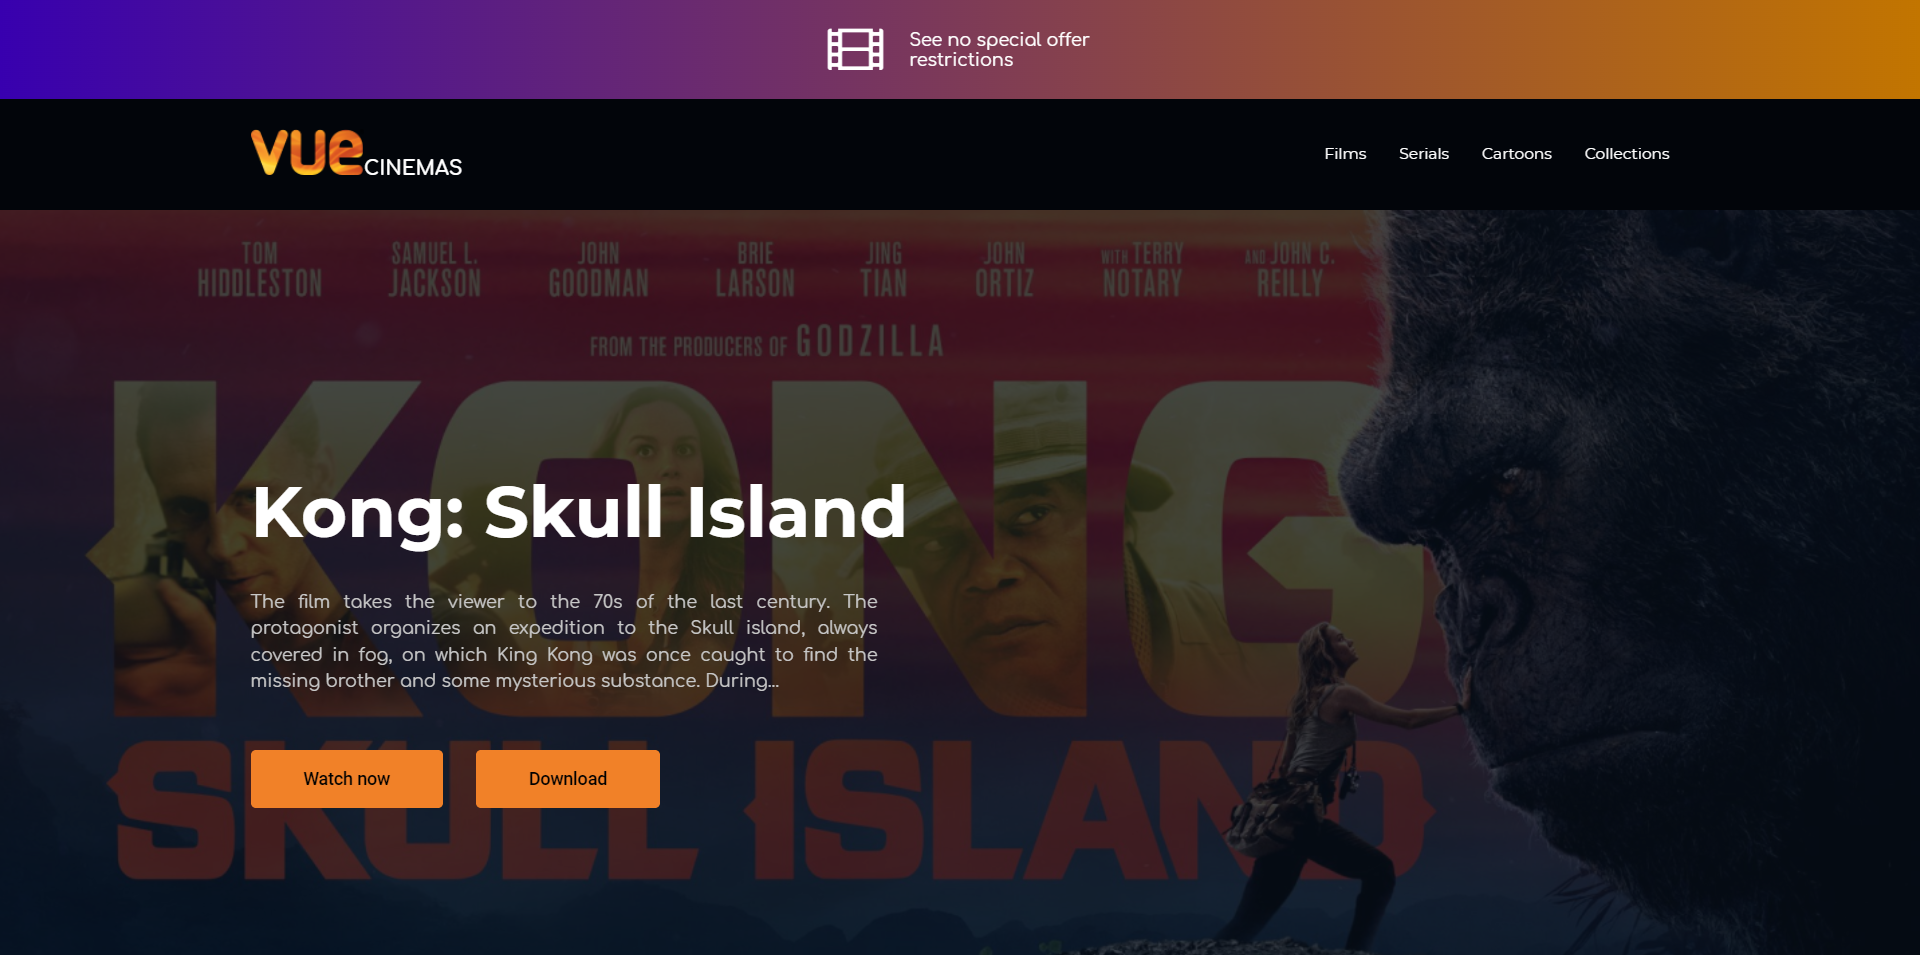 See no special offer
restrictions
vue CINEMAS
Films Serials Cartoons Collections
TOM HIDDLESTON
SAMUEL L. JACKSON
JOHN GOODMAN
BRIE LARSON
JING TIAN
JOHN ORTIZ
WITH TERRY NOTARY
AND JOHN C. REILLY
FROM THE PRODUCERS OF GODZILLA
KONG
Kong: Skull Island
The film takes the viewer to the 70s of the last century. The
protagonist organizes an expedition to the Skull island, always
covered in fog, on which King Kong was once caught to find the
missing brother and some mysterious substance. During...
Watch now Download
SKULL ISLAND